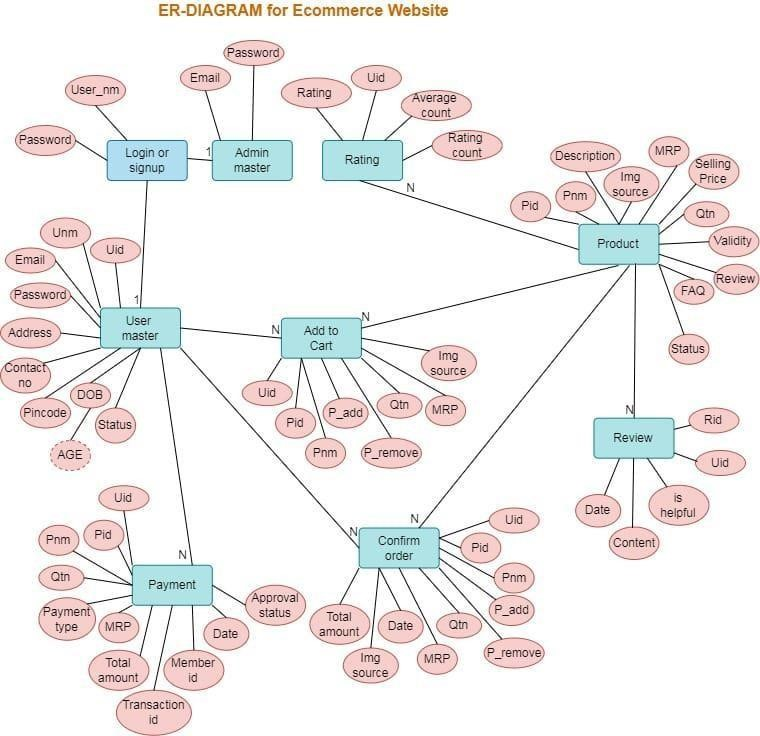 ER-DIAGRAM for Ecommerce Website
Password
Email
User_nm
Password
Login or
signup
1
Admin
master
Rating
Uid
Average
count
Rating
count
Rating
N
Description
MRP
Selling
Price
Img
source
Pnm
Pid
Qtn
Product
Validity
Review
FAQ
Status
Unm
Uid
Email
Password
Address
Contact
no
Pincode
DOB
Status
AGE
1
User
master
N
N
Add to
Cart
Img
source
Uid
Pid
Pnm
P_add
P_remove
Qtn
MRP
N
Review
Rid
Uid
is
helpful
Date
Content
Uid
Pid
Pnm
Qtn
Payment
type
MRP
Total
amount
Transaction
id
Member
id
Date
Approval
status
N
Payment
N
N
Confirm
order
Uid
Pid
Pnm
P_add
P_remove
Qtn
MRP
Date
Img
source
Total
amount